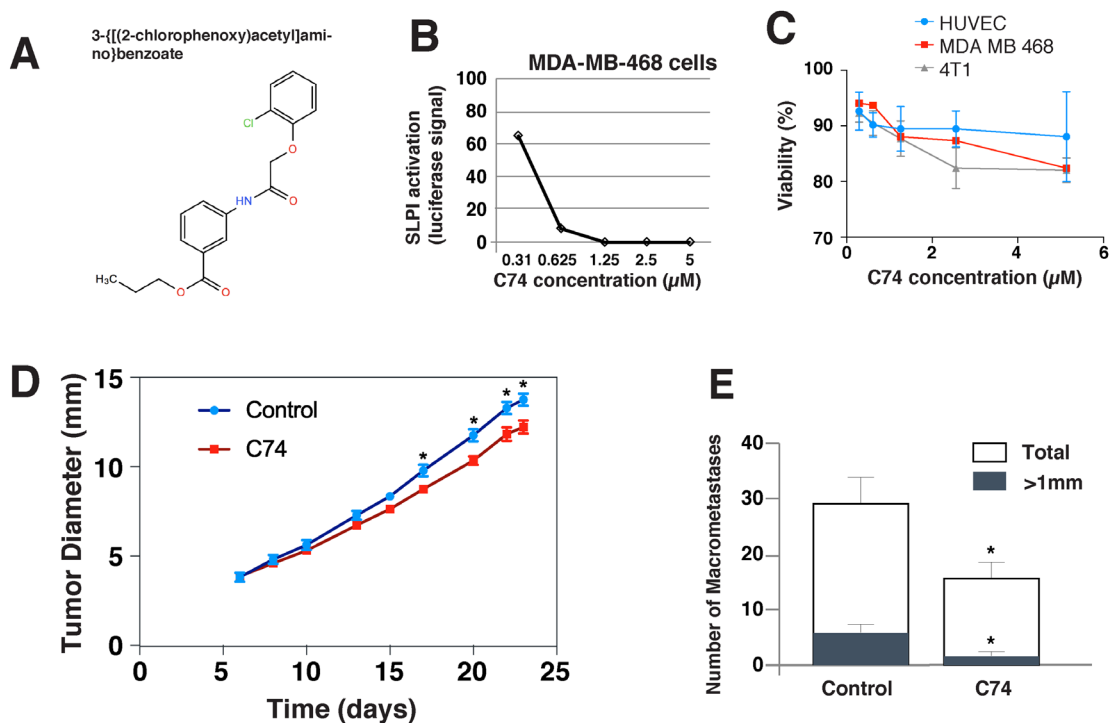 A
3-{[(2-chlorophenoxy)acetyl]ami-
no}benzoate
Cl
O
NH
O
H₃C
O
O
B
MDA-MB-468 cells
SLPI activation
(luciferase signal)
100
80
60
40
20
0
0.31 0.625 1.25 2.5 5
C74 concentration (µM)
C
HUVEC
MDA MB 468
4T1
Viability (%)
100
90
80
70
0 2 4 6
C74 concentration (µM)
D
Tumor Diameter (mm)
15
10
5
0
Control
C74
* * * *
0 5 10 15 20 25
Time (days)
E
Number of Macrometastases
40
30
20
10
0
Total
>1mm
*
*
Control C74